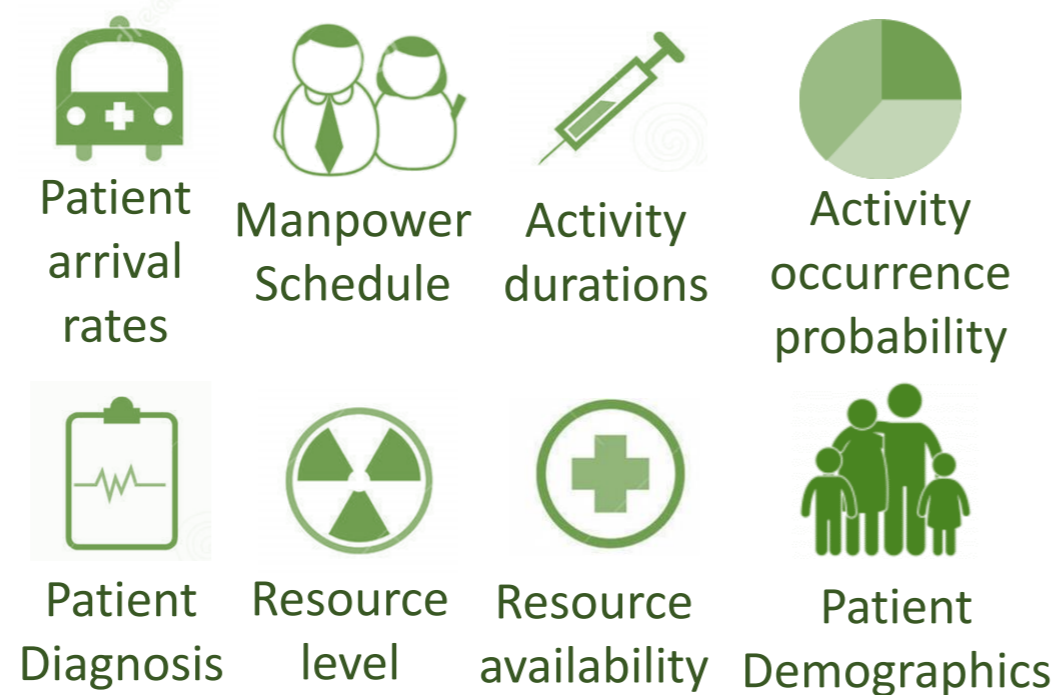 Patient
arrival
rates
Manpower
Schedule
Activity
durations
Activity
occurrence
probability
Patient
Diagnosis
Resource
level
Resource
availability
Patient
Demographics